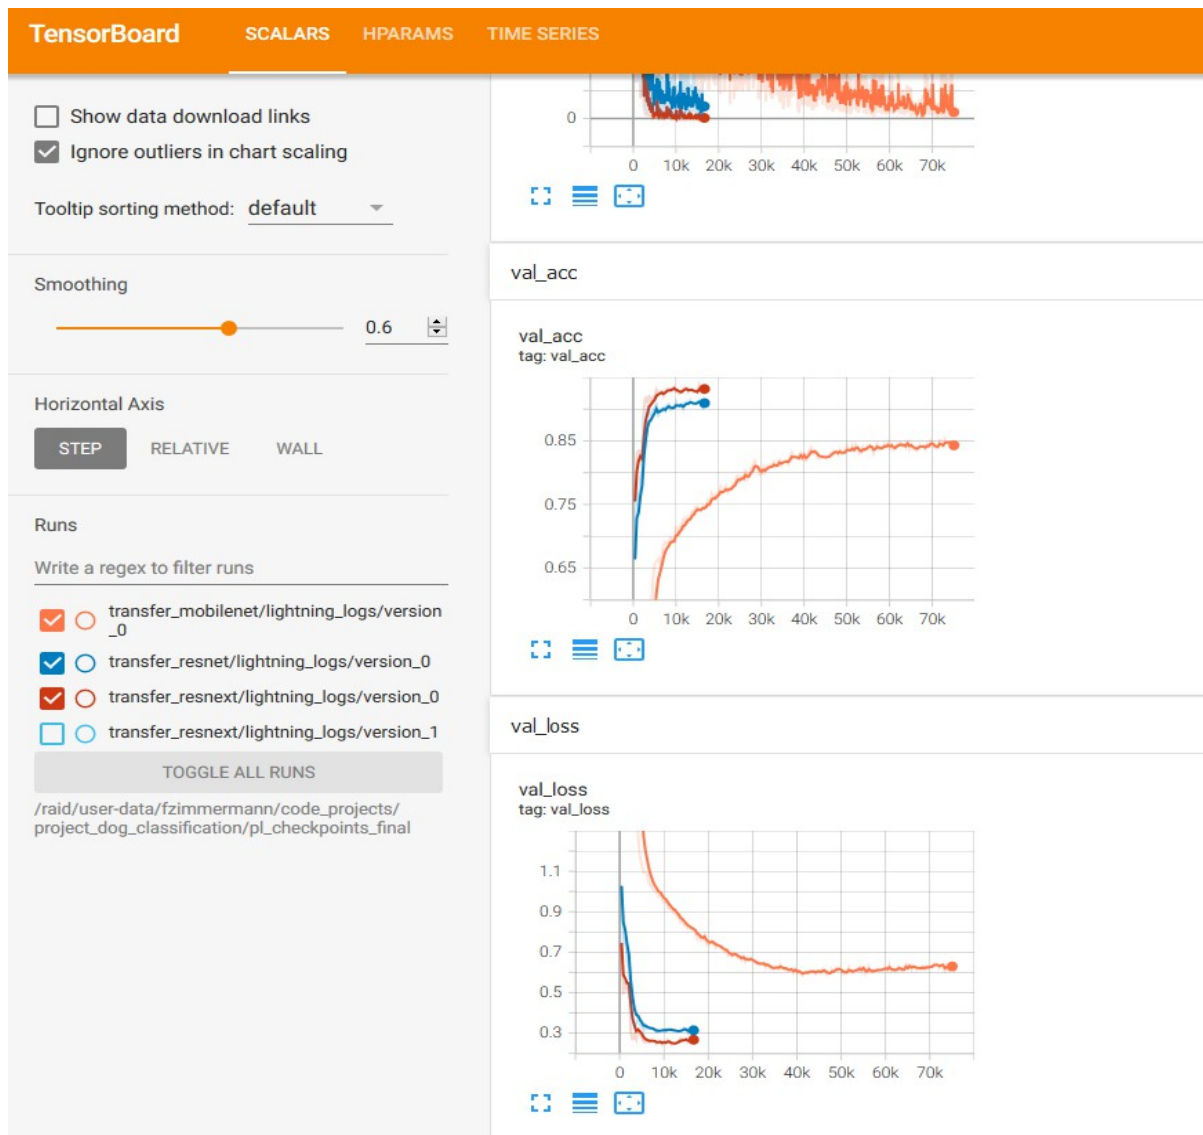 TensorBoard SCALARS HPARAMS TIME SERIES
Show data download links
Ignore outliers in chart scaling
Tooltip sorting method: default
Smoothing
0.6
Horizontal Axis
STEP RELATIVE WALL
Runs
Write a regex to filter runs
transfer_mobilenet/lightning_logs/version
_0
transfer_resnet/lightning_logs/version_0
transfer_resnext/lightning_logs/version_0
transfer_resnext/lightning_logs/version_1
TOGGLE ALL RUNS
/raid/user-data/fzimmermann/code_projects/
project_dog_classification/pl_checkpoints_final
0
0 10k 20k 30k 40k 50k 60k 70k
val_acc
val_acc
tag: val_acc
0.85
0.75
0.65
0 10k 20k 30k 40k 50k 60k 70k
val_loss
val_loss
tag: val_loss
1.1
0.9
0.7
0.5
0.3
0 10k 20k 30k 40k 50k 60k 70k